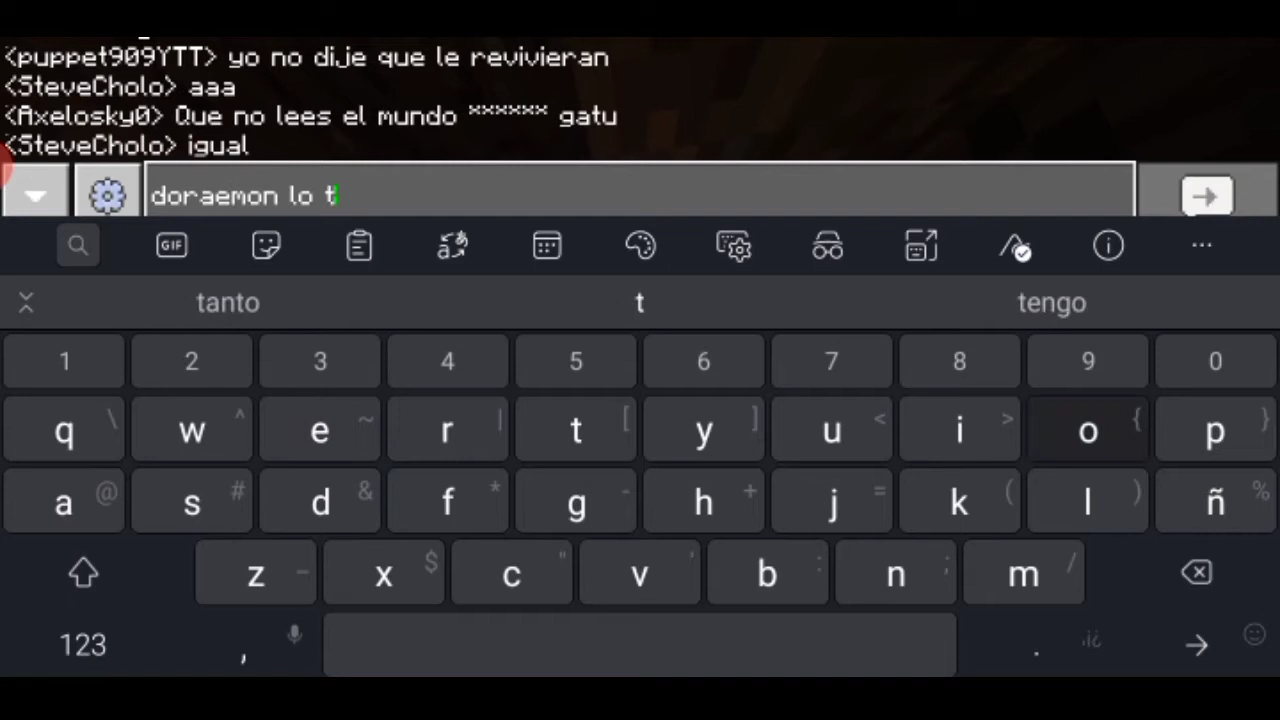 <puppet909YTT> yo no dije que le revivieran
<SteveCholo> aaa
<Axelosky0> Que no lees el mundo ****** gatu
<SteveCholo> igual
doraemon lo t
GIF
tanto t tengo
1 2 3 4 5 6 7 8 9 0
q \ w ^ e ~ r | t [ y ] u < i > o { p }
a @ s # d & f * g - h + j = k ( l ) ñ %
z _ x $ c " v ' b : n ; m /
123 , . ¡¿